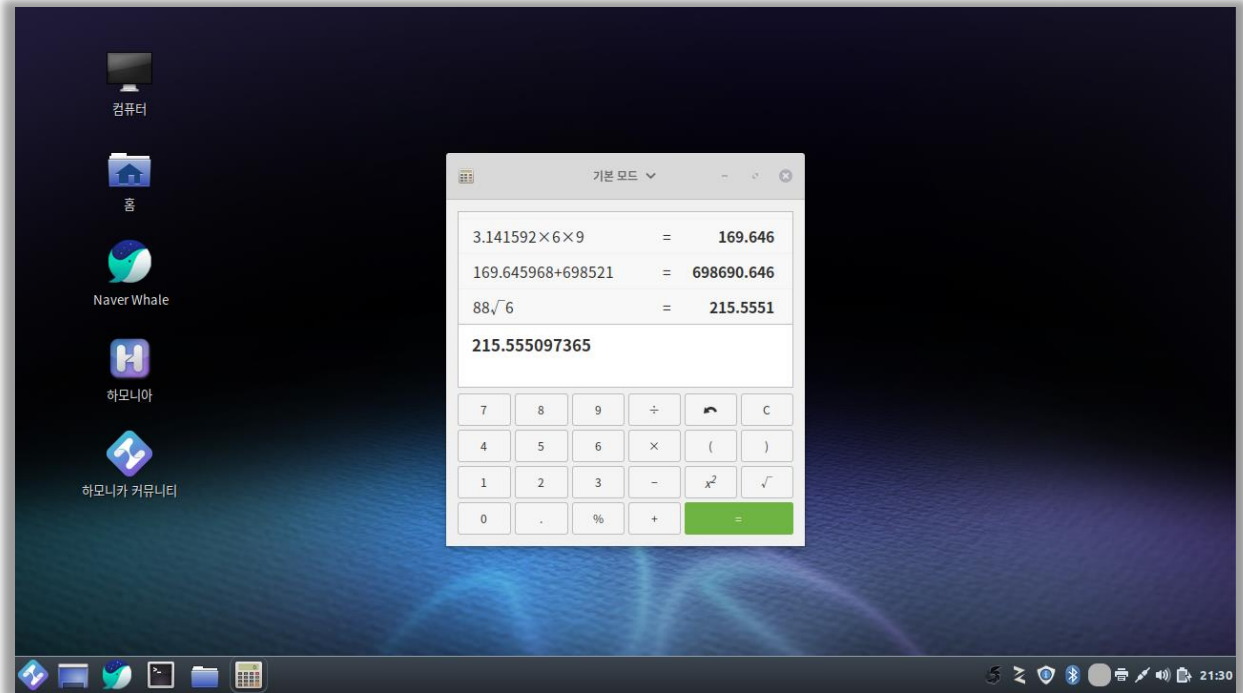 컴퓨터
홈
Naver Whale
하모니아
하모니카 커뮤니티
기본 모드
3.141592×6×9 = 169.646
169.645968+698521 = 698690.646
88√6 = 215.5551
215.555097365
7 8 9 ÷ C
4 5 6 × ( )
1 2 3 − x² √
0 . % + =
21:30